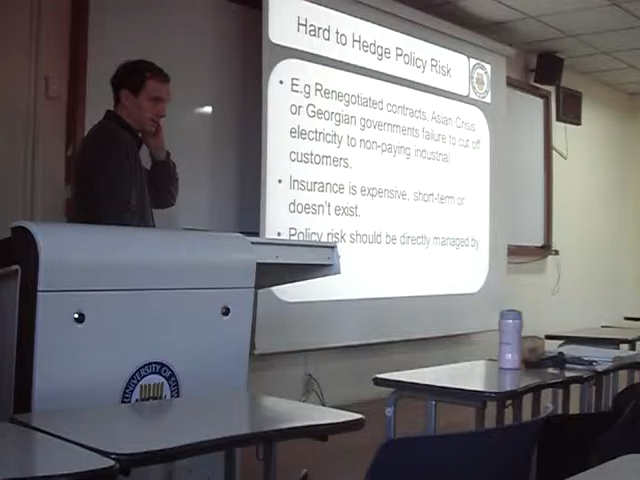 Hard to Hedge Policy Risk
• E.g Renegotiated contracts, Asian Crisis
or Georgian governments failure to cut off
electricity to non-paying industrial
customers.
• Insurance is expensive, short-term or
doesn't exist.
• Policy risk should be directly managed by
UNIVERSITY OF